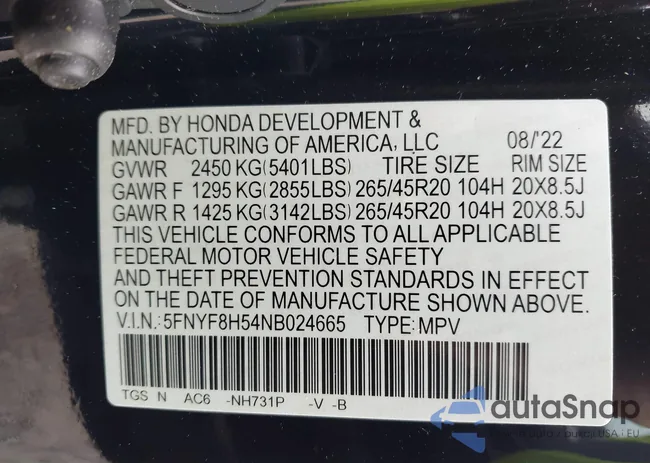 MFD. BY HONDA DEVELOPMENT &
MANUFACTURING OF AMERICA, LLC 08/'22
GVWR 2450 KG(5401LBS) TIRE SIZE RIM SIZE
GAWR F 1295 KG(2855LBS) 265/45R20 104H 20X8.5J
GAWR R 1425 KG(3142LBS) 265/45R20 104H 20X8.5J
THIS VEHICLE CONFORMS TO ALL APPLICABLE
FEDERAL MOTOR VEHICLE SAFETY
AND THEFT PREVENTION STANDARDS IN EFFECT
ON THE DATE OF MANUFACTURE SHOWN ABOVE.
V.I.N.: 5FNYF8H54NB024665 TYPE: MPV
TGS N AC6 -NH731P -V -B
autaSnap
USA i EU